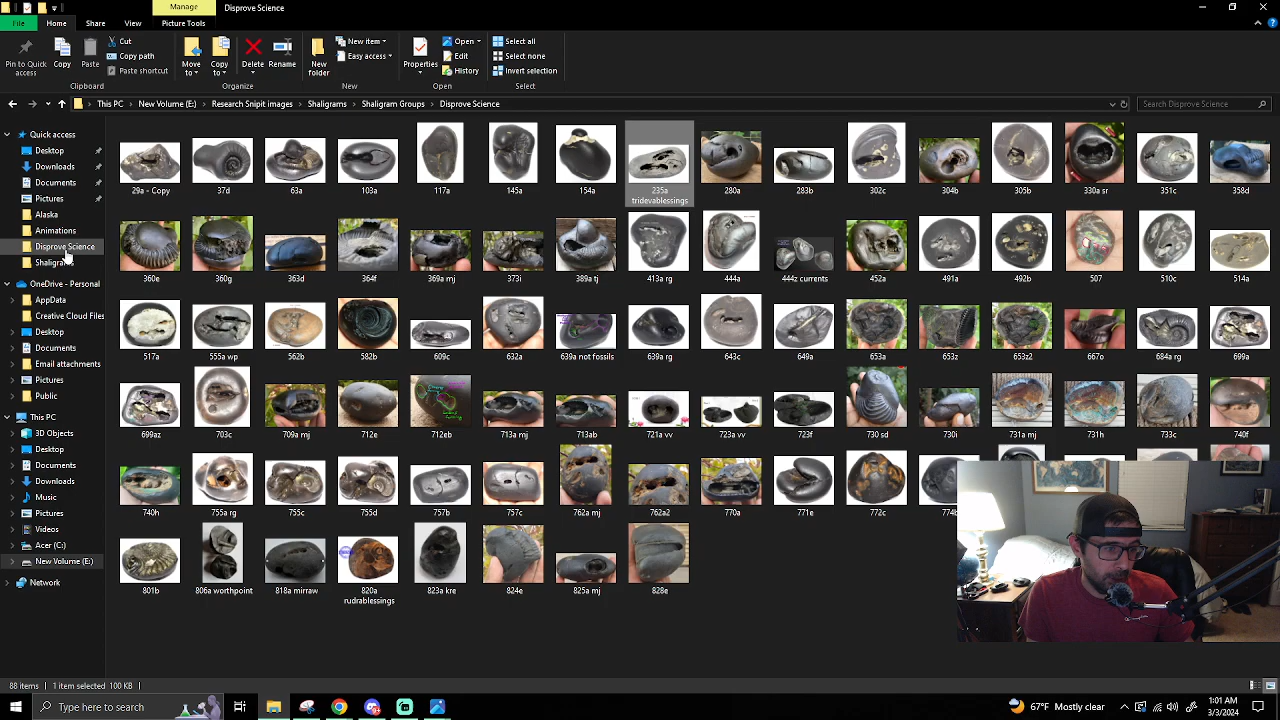 Manage
Disprove Science
File
Home
Share
View
Picture Tools
Pin to Quick access
Copy
Paste
Cut
Copy path
Paste shortcut
Move to
Copy to
Delete
Rename
New folder
New item
Easy access
Properties
Open
Edit
History
Select all
Select none
Invert selection
Clipboard
Organize
New
Open
Select
This PC > New Volume (E:) > Research Snipit images > Shaligrams > Shaligram Groups > Disprove Science
Search Disprove Science
Quick access
Desktop
Downloads
Documents
Pictures
Alaska
Animations
Disprove Science
OneDrive - Personal
AppData
Creative Cloud Files
Desktop
Documents
Email attachments
Pictures
Public
This PC
3D Objects
Desktop
Documents
Downloads
Music
Pictures
Videos
Acer (C:)
New Volume (E:)
Network
29a - Copy 37d 63a 103a 117a 145a 154a 235a tridevablessings 280a 283b 302c 304b 305b 330a sr 351c 358d
360e 360g 363d 364f 369a mj 373i 389a tj 413a rg 444a 444z currents 452a 491a 492b 507 510c 514a
517a 555a wp 562b 582b 609c 632a 639a not fossils 639a rg 643c 649a 653a 653z 653z2 667o 684a rg 699a
699az 703c 709a mj 712e 712eb 713a mj 713ab 721a vv 723a vv 723f 730 sd 730i 731a mj 731h 733c 740f
740h 755a rg 755c 755d 757b 757c 762a mj 762a2 770a 771e 772c
801b 806a worthpoint 818a mirraw 820a rudrablessings 823a kre 824e 825a mj 828e
88 items
1 item selected 100 KB
Type here to search
67°F Mostly clear
1:01 AM
3/3/2024